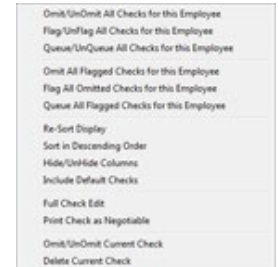 Omit/UnOmit All Checks for this Employee
Flag/UnFlag All Checks for this Employee
Queue/UnQueue All Checks for this Employee
Omit All Flagged Checks for this Employee
Flag All Omitted Checks for this Employee
Queue All Flagged Checks for this Employee
Re-Sort Display
Sort in Descending Order
Hide/UnHide Columns
Include Default Checks
Full Check Edit
Print Check as Negotiable
Omit/UnOmit Current Check
Delete Current Check